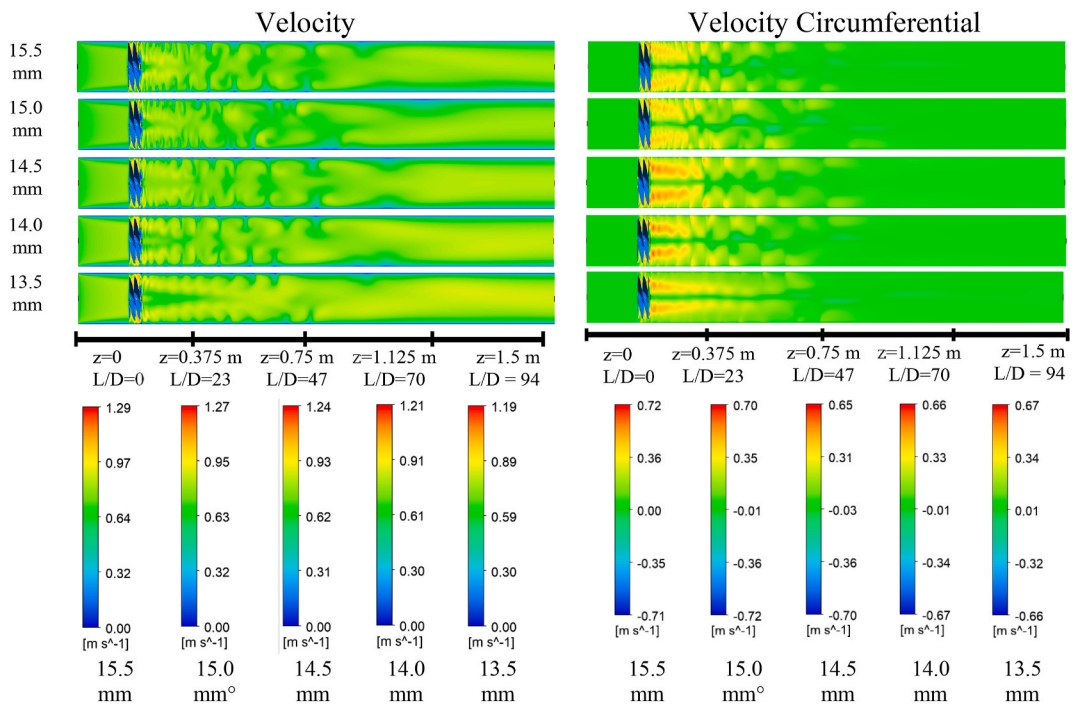 Velocity
Velocity Circumferential
15.5
mm
15.0
mm
14.5
mm
14.0
mm
13.5
mm
z=0 z=0.375 m z=0.75 m z=1.125 m z=1.5 m
L/D=0 L/D=23 L/D=47 L/D=70 L/D = 94
z=0 z=0.375 m z=0.75 m z=1.125 m z=1.5 m
L/D=0 L/D=23 L/D=47 L/D=70 L/D = 94
1.29 1.27 1.24 1.21 1.19
0.97 0.95 0.93 0.91 0.89
0.64 0.63 0.62 0.61 0.59
0.32 0.32 0.31 0.30 0.30
0.00 0.00 0.00 0.00 0.00
[m s^-1] [m s^-1] [m s^-1] [m s^-1] [m s^-1]
15.5 15.0 14.5 14.0 13.5
mm mm° mm mm mm
0.72 0.70 0.65 0.66 0.67
0.36 0.35 0.31 0.33 0.34
0.00 -0.01 -0.03 -0.01 0.01
-0.35 -0.37 -0.36 -0.34 -0.32
-0.71 -0.72 -0.70 -0.67 -0.66
[m s^-1] [m s^-1] [m s^-1] [m s^-1] [m s^-1]
15.5 15.0 14.5 14.0 13.5
mm mm° mm mm mm